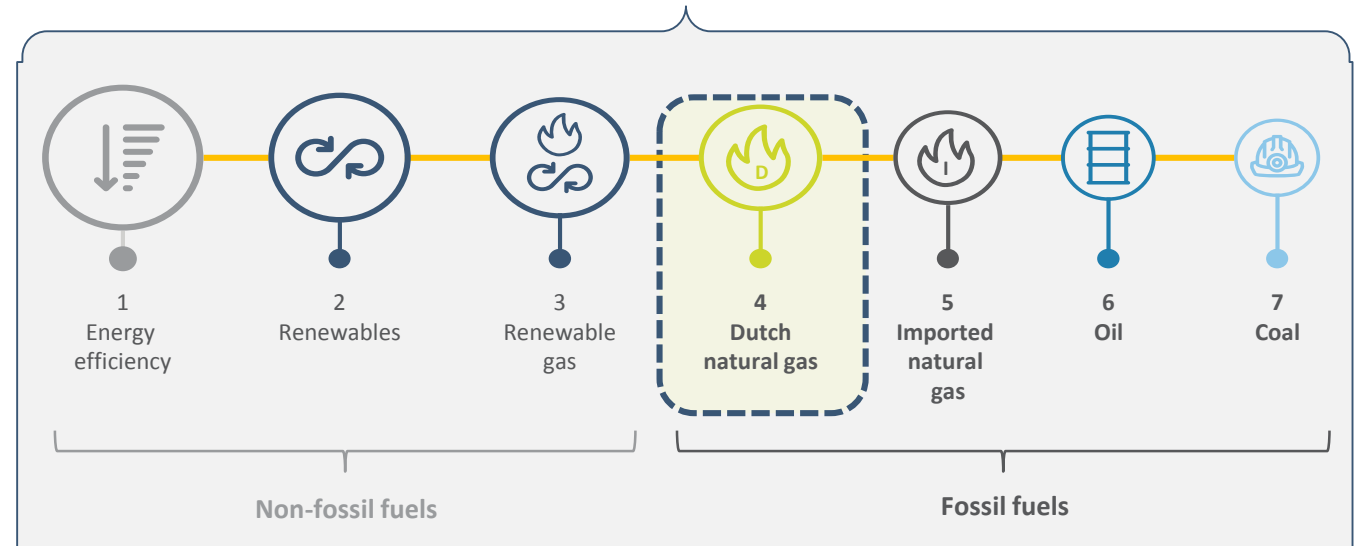 D
I
1
Energy
efficiency
2
Renewables
3
Renewable
gas
4
Dutch
natural gas
5
Imported
natural
gas
6
Oil
7
Coal
Non-fossil fuels
Fossil fuels